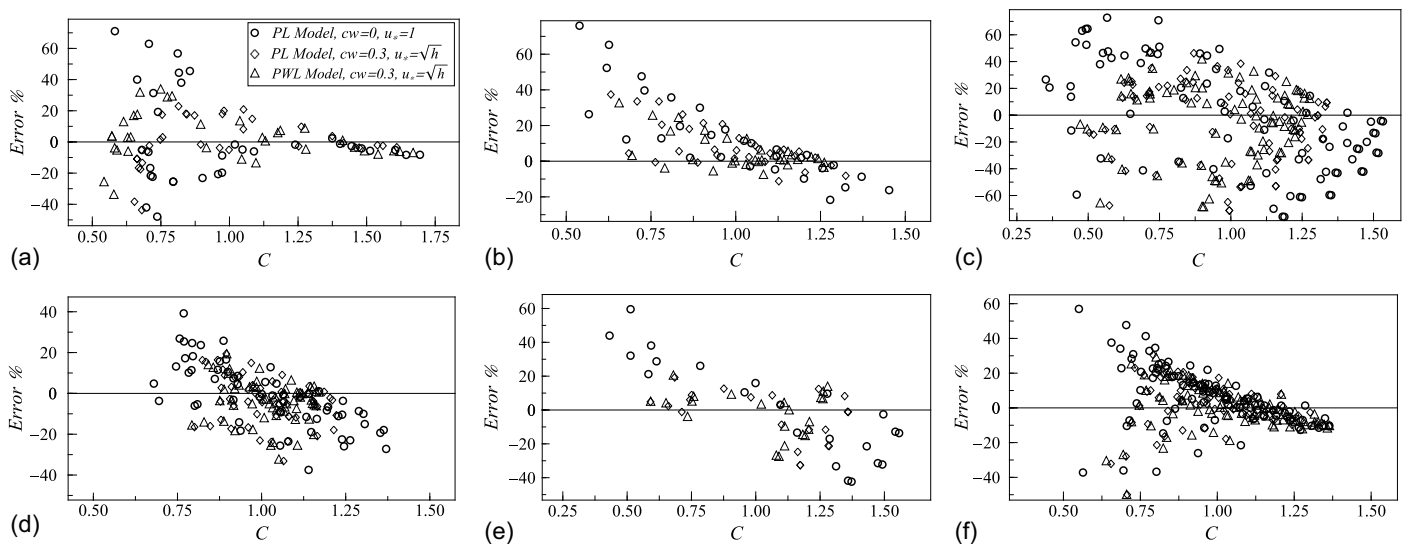 60
40
20
0
−20
−40
Error %
PL Model, cw=0, u*=1
PL Model, cw=0.3, u*=√h
PWL Model, cw=0.3, u*=√h
0.50 0.75 1.00 1.25 1.50 1.75
(a) C
80
60
40
20
0
−20
Error %
0.50 0.75 1.00 1.25 1.50
(b) C
60
40
20
0
−20
−40
−60
Error %
0.25 0.50 0.75 1.00 1.25 1.50
(c) C
40
20
0
−20
−40
Error %
0.50 0.75 1.00 1.25 1.50
(d) C
60
40
20
0
−20
−40
Error %
0.25 0.50 0.75 1.00 1.25 1.50
(e) C
60
40
20
0
−20
−40
Error %
0.50 0.75 1.00 1.25 1.50
(f) C